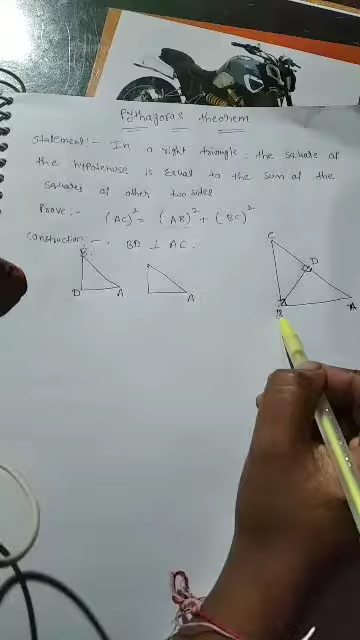 Pythagoras theorem
Statement:- In a right triangle, the square of
the hypotenuse is equal to the sum of the
squares of other two sides
Prove:- (AC)² = (AB)² + (BC)²
Construction:- BD ⊥ AC.
B
D A
A
C
D
B A